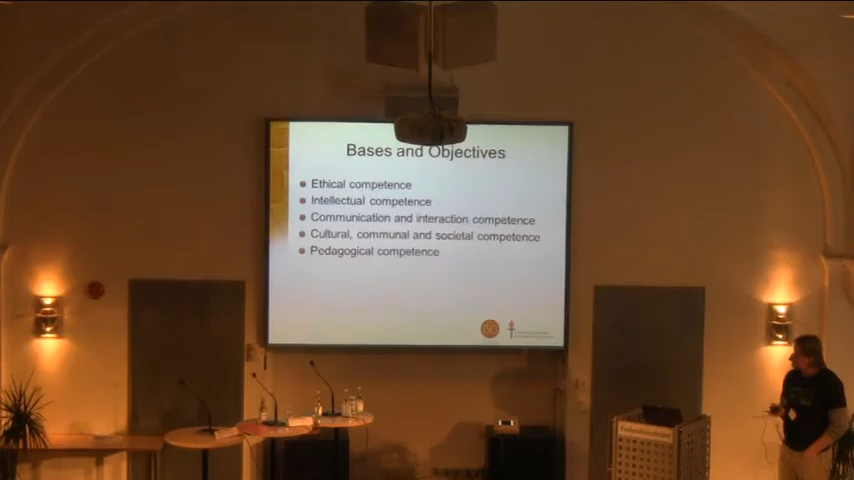 Bases and Objectives
Ethical competence
Intellectual competence
Communication and interaction competence
Cultural, communal and societal competence
Pedagogical competence